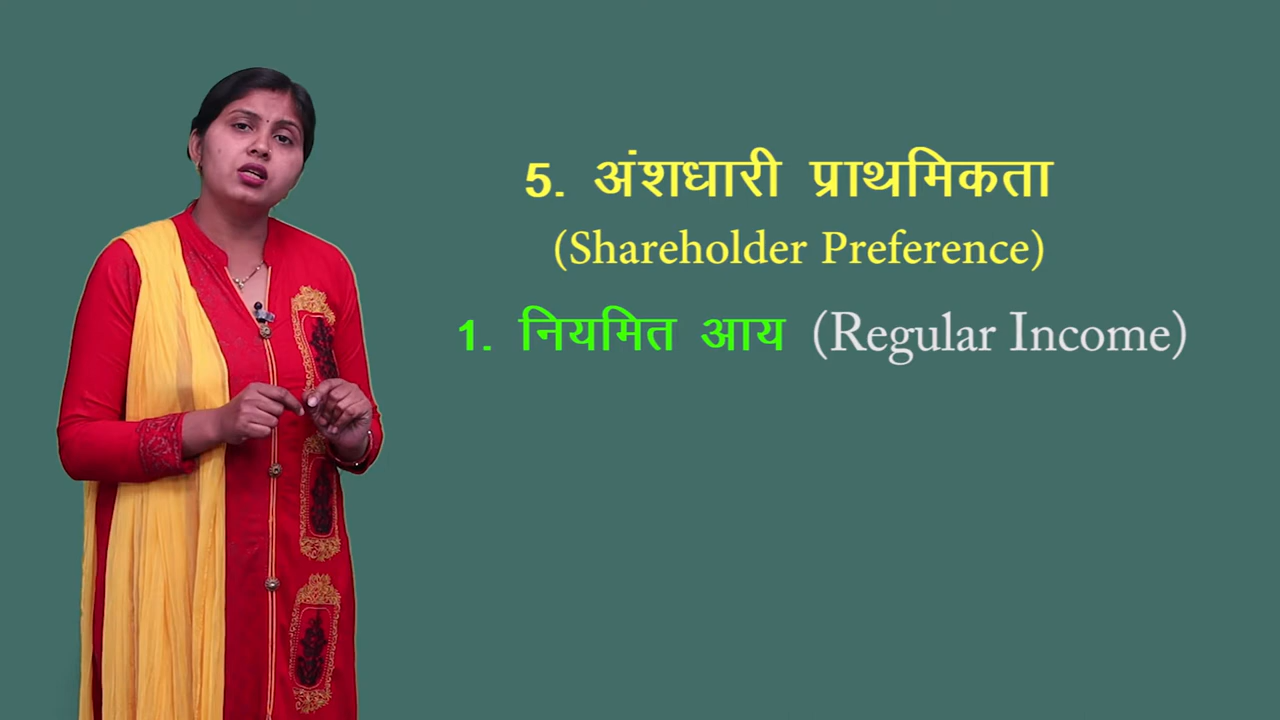 5. अंशधारी प्राथमिकता
(Shareholder Preference)
1. नियमित आय (Regular Income)